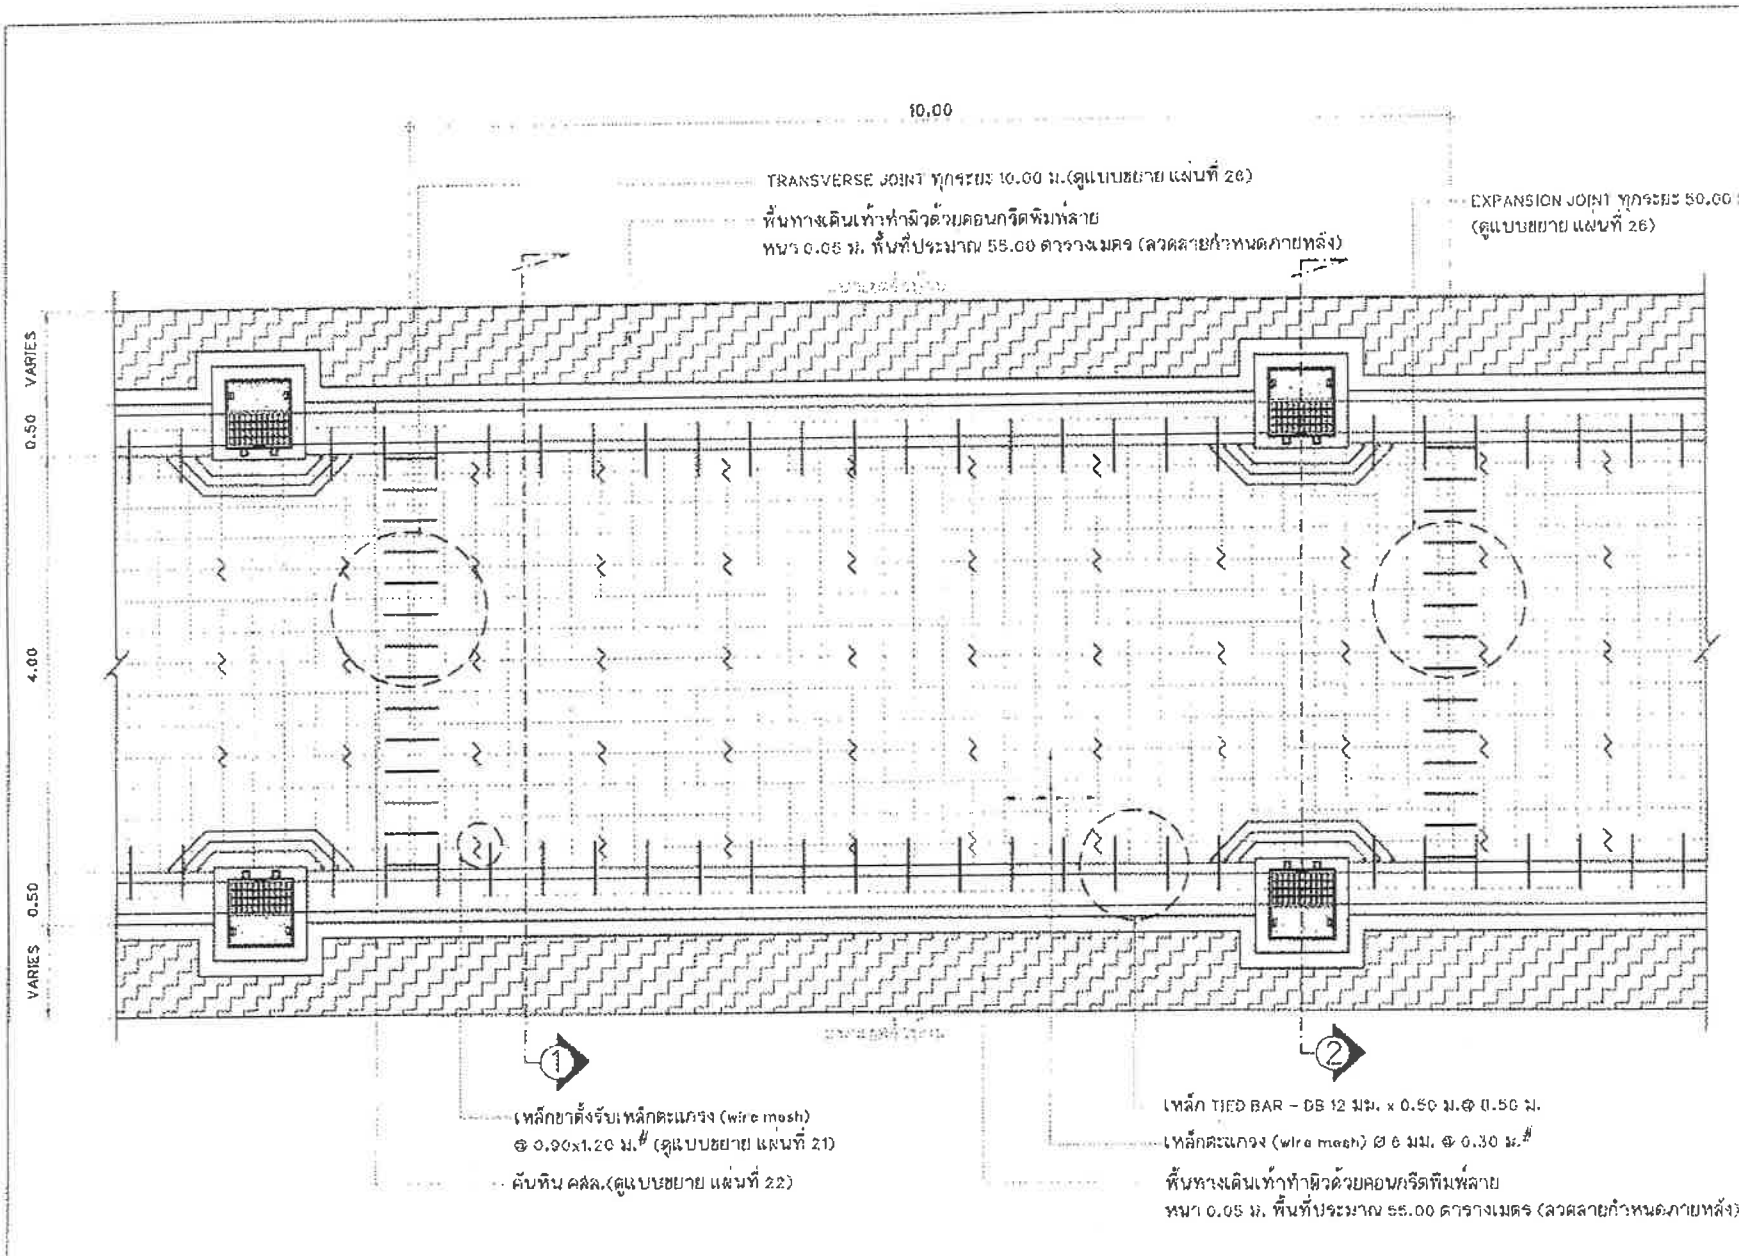 10.00
TRANSVERSE JOINT ทุกระยะ 10.00 ม.(ดูแบบขยาย แผ่นที่ 26)
พื้นทางเดินเท้าทำผิวด้วยคอนกรีตพิมพ์ลาย
หนา 0.05 ม. พื้นที่ประมาณ 55.00 ตารางเมตร (ลวดลายกำหนดภายหลัง)
EXPANSION JOINT ทุกระยะ 50.00
(ดูแบบขยาย แผ่นที่ 26)
VARIES
0.50
4.00
0.50
VARIES
1
2
เหล็กขาตั้งรับเหล็กตะแกรง (wire mesh)
@ 0.90x1.20 ม.# (ดูแบบขยาย แผ่นที่ 21)
คันหิน คสล.(ดูแบบขยาย แผ่นที่ 22)
เหล็ก TIED BAR - DB 12 มม. x 0.50 ม.@ 0.50 ม.
เหล็กตะแกรง (wire mesh) Ø 6 มม. @ 0.30 ม.#
พื้นทางเดินเท้าทำผิวด้วยคอนกรีตพิมพ์ลาย
หนา 0.05 ม. พื้นที่ประมาณ 55.00 ตารางเมตร (ลวดลายกำหนดภายหลัง)